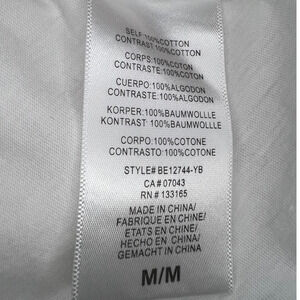 SELF:100%COTTON
CONTRAST:100%COTTON
CORPS:100%COTON
CONTRASTE:100%COTON
CUERPO:100%ALGODON
CONTRASTE:100%ALGODON
KORPER:100%BAUMWOLLLE
KONTRAST:100%BAUMWOLLLE
CORPO:100%COTONE
CONTRASTO:100%COTONE
STYLE# BE12744-YB
CA# 07043
RN# 133165
MADE IN CHINA/
FABRIQUE EN CHINE/
ETATS EN CHINE/
HECHO EN CHINA/
GEMACHT IN CHINA
M/M